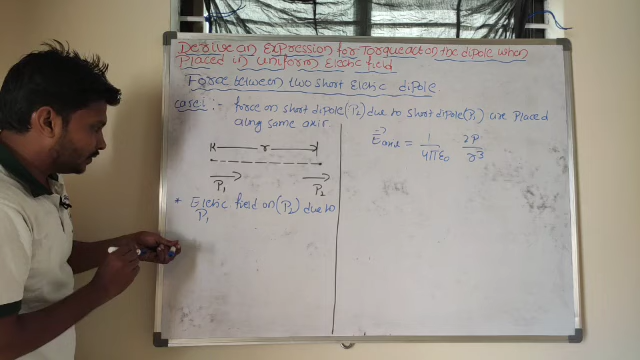 Derive an Expression for Torque act on the dipole when
Placed in uniform Electric field
Force between two short Electric dipole.
case:1 :- force on short dipole (P2) due to short dipole (P1) are placed
along same axis.
r
P1 P2
* Electric field on (P2) due to
P1
E⃗axial = 1/4πε0 2P/r³